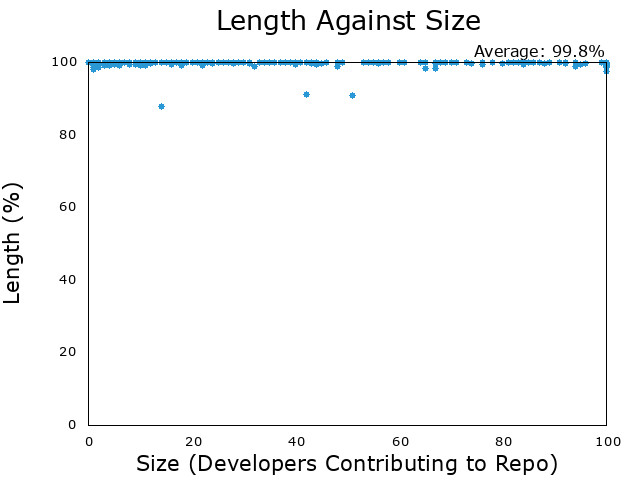 Length Against Size
Average: 99.8%
100
80
60
40
20
0
Length (%)
0 20 40 60 80 100
Size (Developers Contributing to Repo)